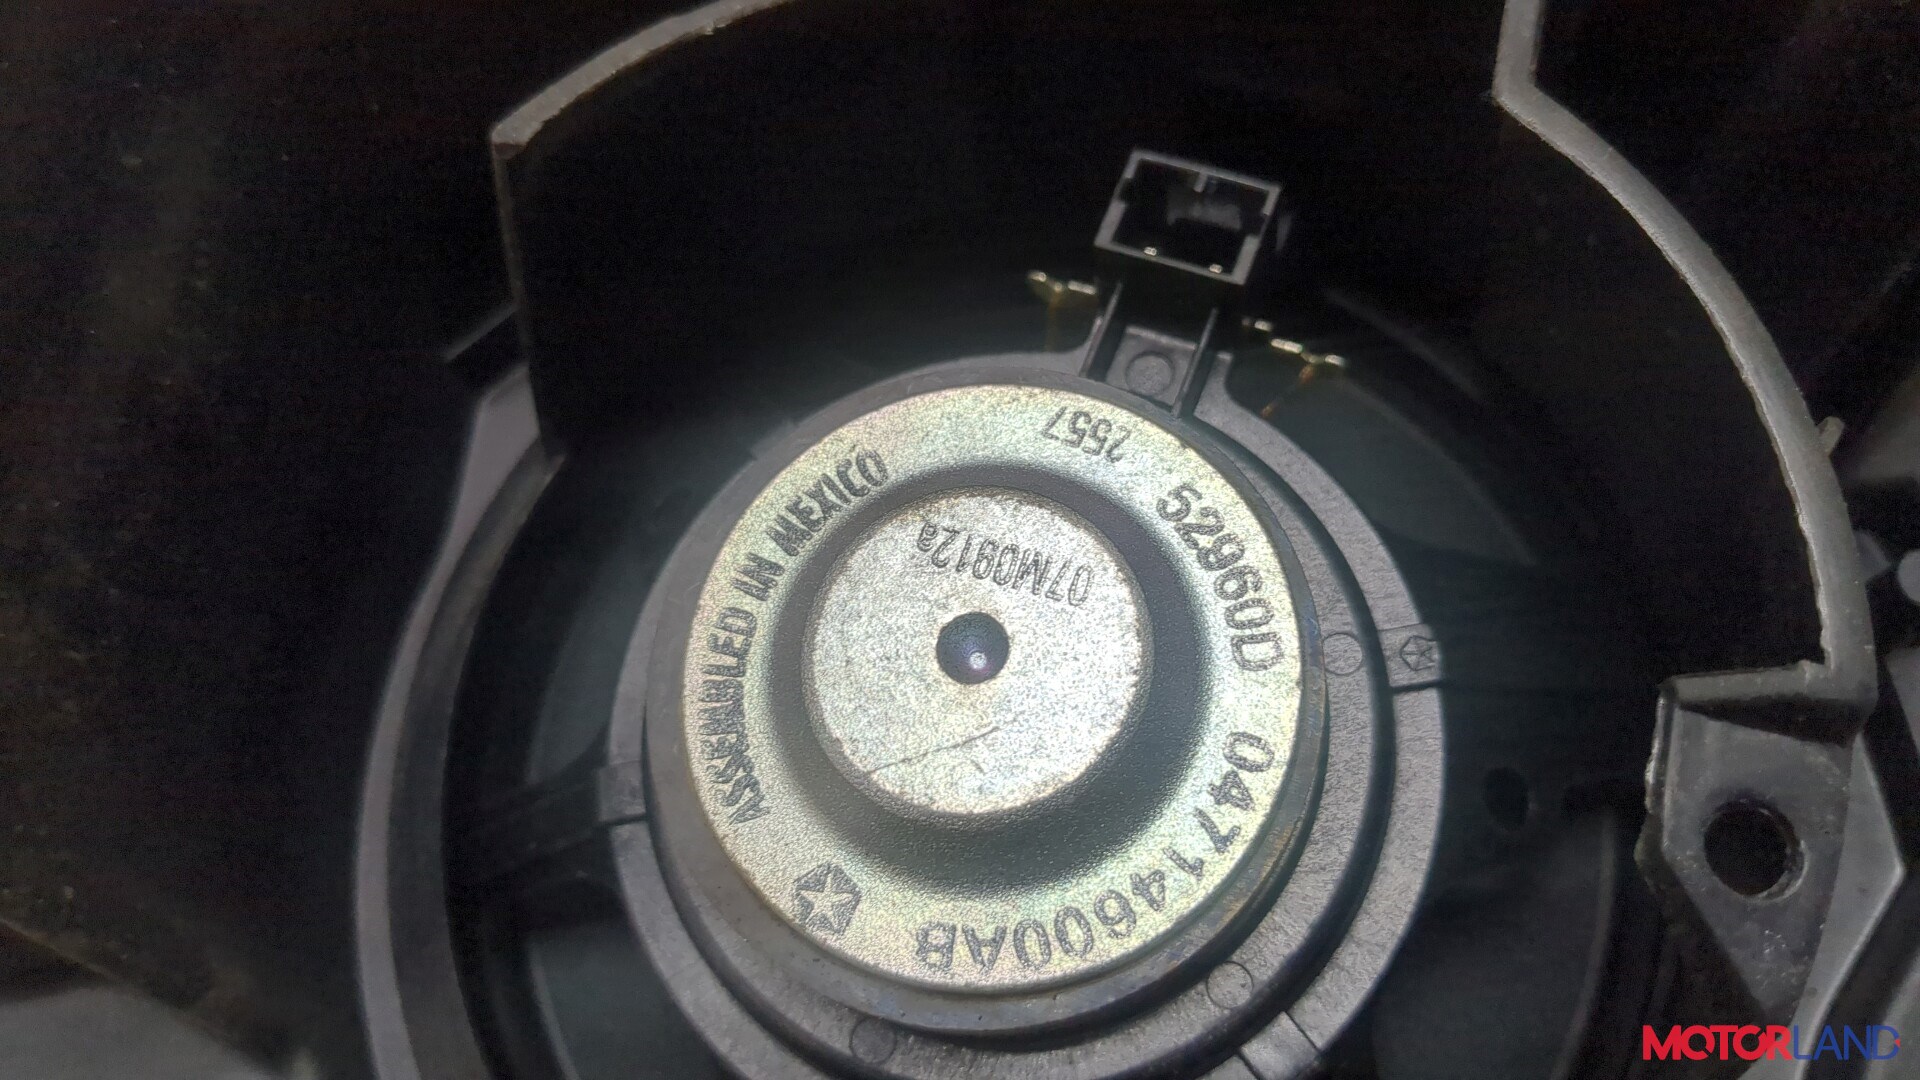 ASSEMBLED IN MEXICO
2557
52960D 04714600AB
07M0912a
MOTORLAND